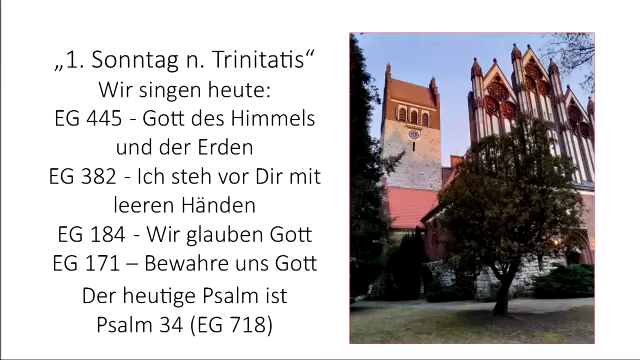 „1. Sonntag n. Trinitatis“
Wir singen heute:
EG 445 - Gott des Himmels
und der Erden
EG 382 - Ich steh vor Dir mit
leeren Händen
EG 184 - Wir glauben Gott
EG 171 – Bewahre uns Gott
Der heutige Psalm ist
Psalm 34 (EG 718)